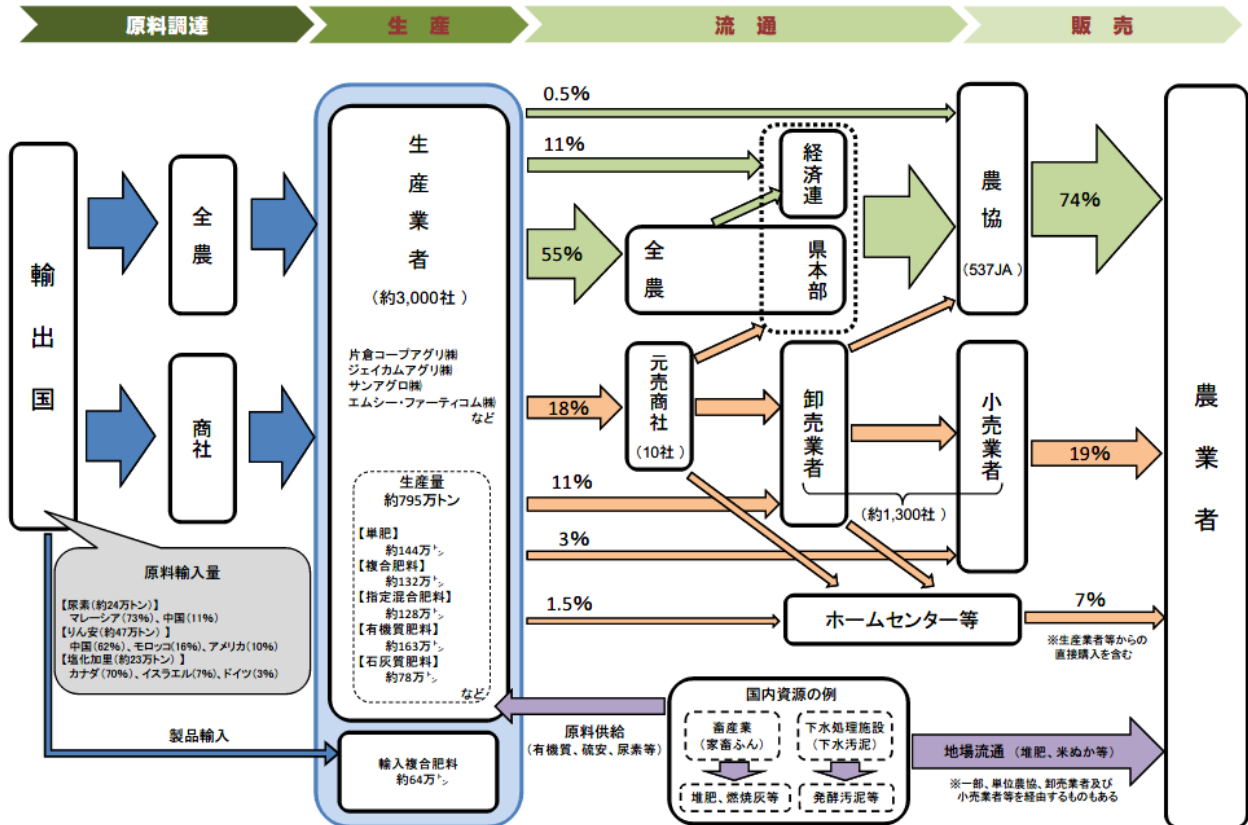 原料調達
生 産
流 通
販 売
輸出国
全農
商社
生産業者
（約3,000社）
片倉コープアグリ㈱
ジェイカムアグリ㈱
サンアグロ㈱
エムシー・ファーティコム㈱
など
生産量
約795万トン
【単肥】
約144万㌧
【複合肥料】
約132万㌧
【指定混合肥料】
約128万㌧
【有機質肥料】
約163万㌧
【石灰質肥料】
約78万㌧
など
輸入複合肥料
約64万㌧
原料輸入量
【尿素（約24万トン）】
マレーシア（73%）、中国（11%）
【りん安（約47万トン）】
中国（62%）、モロッコ（16%）、アメリカ（10%）
【塩化加里（約23万トン）】
カナダ（70%）、イスラエル（7%）、ドイツ（3%）
製品輸入
0.5%
11%
55%
18%
11%
3%
1.5%
経済連
全農
県本部
元売商社
（10社）
卸売業者
小売業者
（約1,300社）
農協
（537JA）
ホームセンター等
74%
19%
7%
※生産業者等からの
直接購入を含む
農業者
原料供給
（有機質、硫安、尿素等）
国内資源の例
畜産業
（家畜ふん）
下水処理施設
（下水汚泥）
堆肥、燃焼灰等
発酵汚泥等
地場流通（堆肥、米ぬか等）
※一部、単位農協、卸売業者及び
小売業者等を経由するものもある